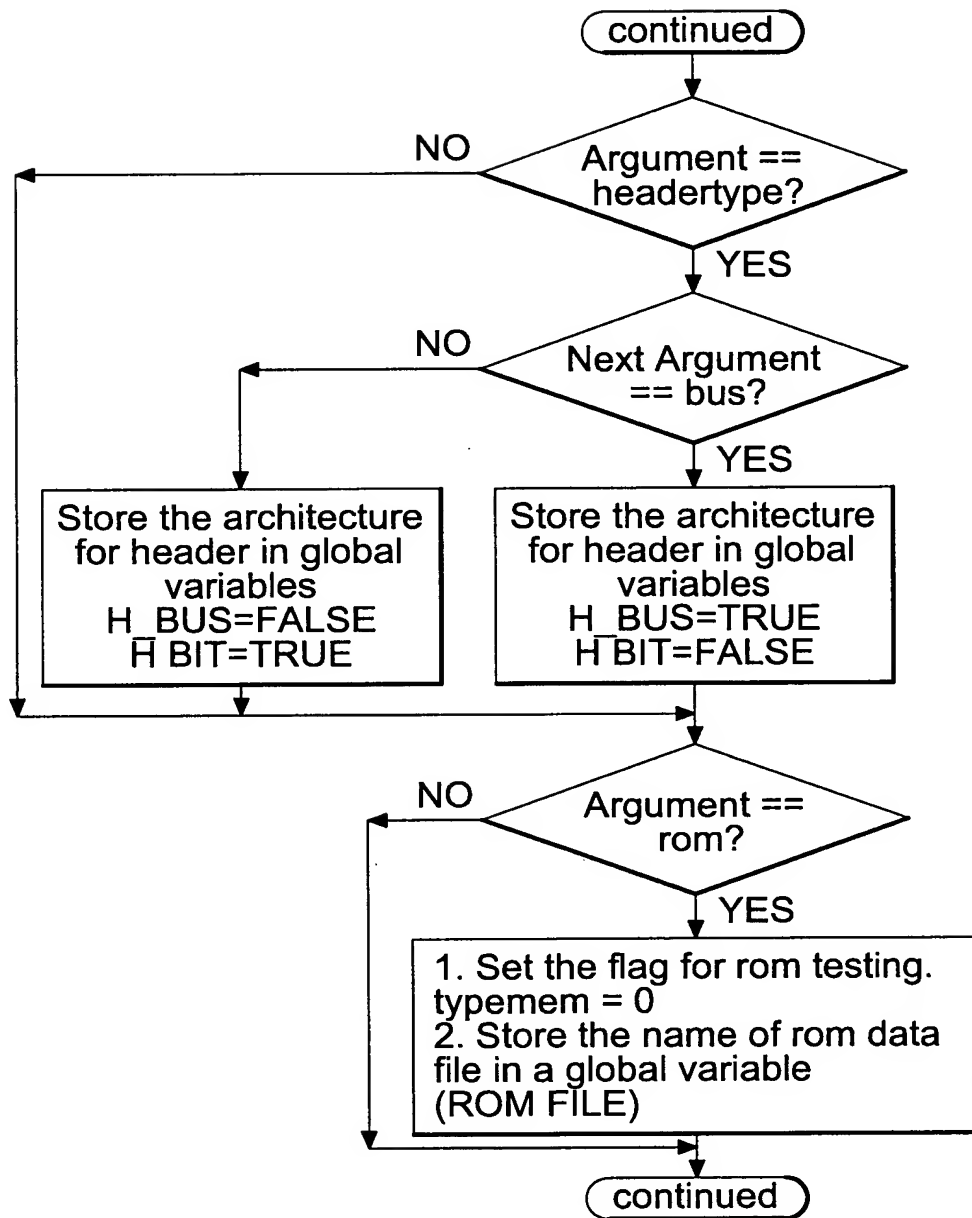 continued
NO
Argument ==
headertype?
YES
NO
Next Argument
== bus?
YES
Store the architecture
for header in global
variables
H_BUS=FALSE
H BIT=TRUE
Store the architecture
for header in global
variables
H_BUS=TRUE
H BIT=FALSE
NO
Argument ==
rom?
YES
1. Set the flag for rom testing.
typemem = 0
2. Store the name of rom data
file in a global variable
(ROM FILE)
continued